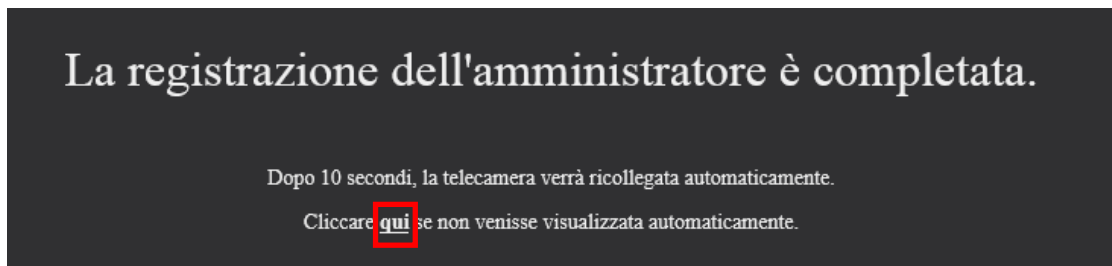 La registrazione dell'amministratore è completata.
Dopo 10 secondi, la telecamera verrà ricollegata automaticamente.
Cliccare qui se non venisse visualizzata automaticamente.